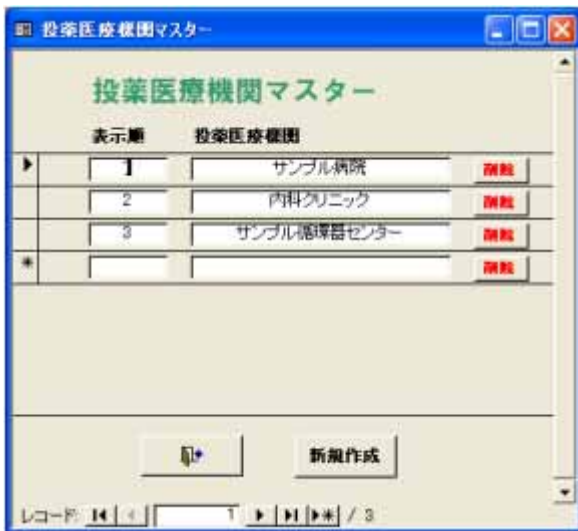 投薬医療機関マスター
投薬医療機関マスター
表示順 投薬医療機関
1 サンプル病院 削除
2 内科クリニック 削除
3 サンプル循環器センター 削除
削除
新規作成
レコード: 1 / 3